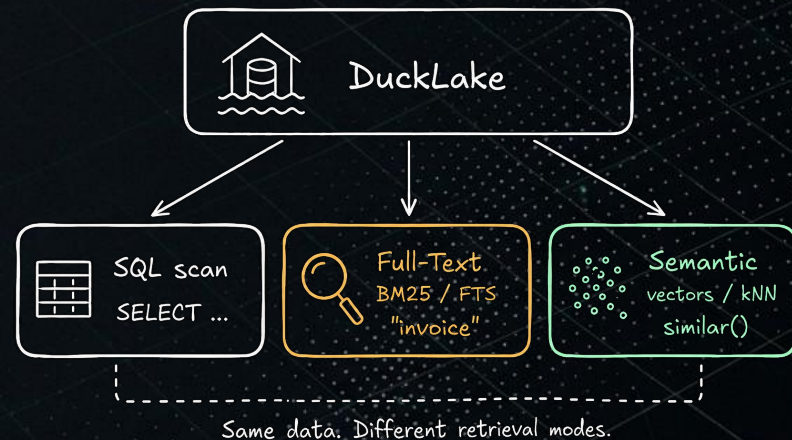 DuckLake
SQL scan
SELECT ...
Full-Text
BM25 / FTS
"invoice"
Semantic
vectors / kNN
similar()
Same data. Different retrieval modes.